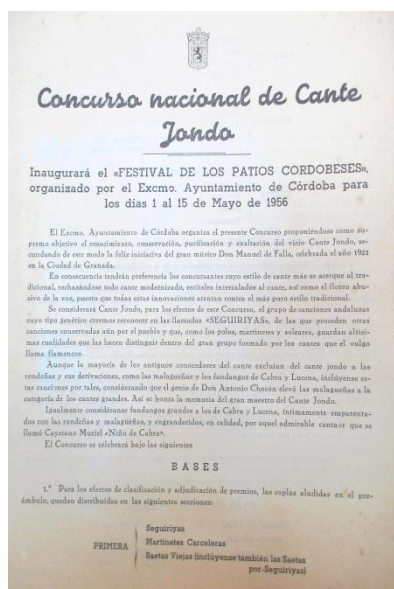 Concurso nacional de Cante
Jondo
Inaugurará el «FESTIVAL DE LOS PATIOS CORDOBESES»,
organizado por el Excmo. Ayuntamiento de Córdoba para
los días 1 al 15 de Mayo de 1956
El Excmo. Ayuntamiento de Córdoba organiza el presente Concurso proponiéndose como su-
premo objetivo el renacimiento, conservación, purificación y exaltación del viejo Cante Jondo, se-
cundando de este modo la feliz iniciativa del gran músico Don Manuel de Falla, celebrada el año 1922
en la Ciudad de Granada.
En consecuencia tendrán preferencia los concursantes cuyo estilo de cante más se acerque al tra-
dicional, rechazándose todo cante modernizado, recitales intercalados al cante, así como el floreo abu-
sivo de la voz, puesto que todas estas innovaciones atentan contra el más puro estilo tradicional.
Se considerará Cante Jondo, para los efectos de este Concurso, el grupo de canciones andaluzas
cuyo tipo genérico creemos reconocer en las llamadas «SEGUIRIYAS», de las que proceden otras
canciones conservadas aún por el pueblo y que, como los polos, martinetes y soleares, guardan altísi-
mas cualidades que las hacen distinguir dentro del gran grupo formado por los cantes que el vulgo
llama flamencos.
Aunque la mayoría de los antiguos conocedores del cante excluían del cante jondo a las
rondeñas y sus derivaciones, como las malagueñas y los fandangos de Cabra y Lucena, inclúyense es-
tas canciones por tales, considerando que el genio de Don Antonio Chacón elevó las malagueñas a la
categoría de los cantes grandes. Así se honra la memoria del gran maestro del Cante Jondo.
Igualmente considéranse fandangos grandes a los de Cabra y Lucena, íntimamente emparenta-
dos con las rondeñas y malagueñas, y engrandecidos, en calidad, por aquel admirable cantaor que se
llamó Cayetano Muriel «Niño de Cabra».
El Concurso se celebrará bajo las siguientes
BASES
1.ª Para los efectos de clasificación y adjudicación de premios, las coplas aludidas en el pre-
ámbulo, quedan distribuidas en las siguientes secciones:
Seguiriyas
PRIMERA Martinetes Carceleras
Saetas Viejas (inclúyense también las Saetas
por-Seguiriyas)